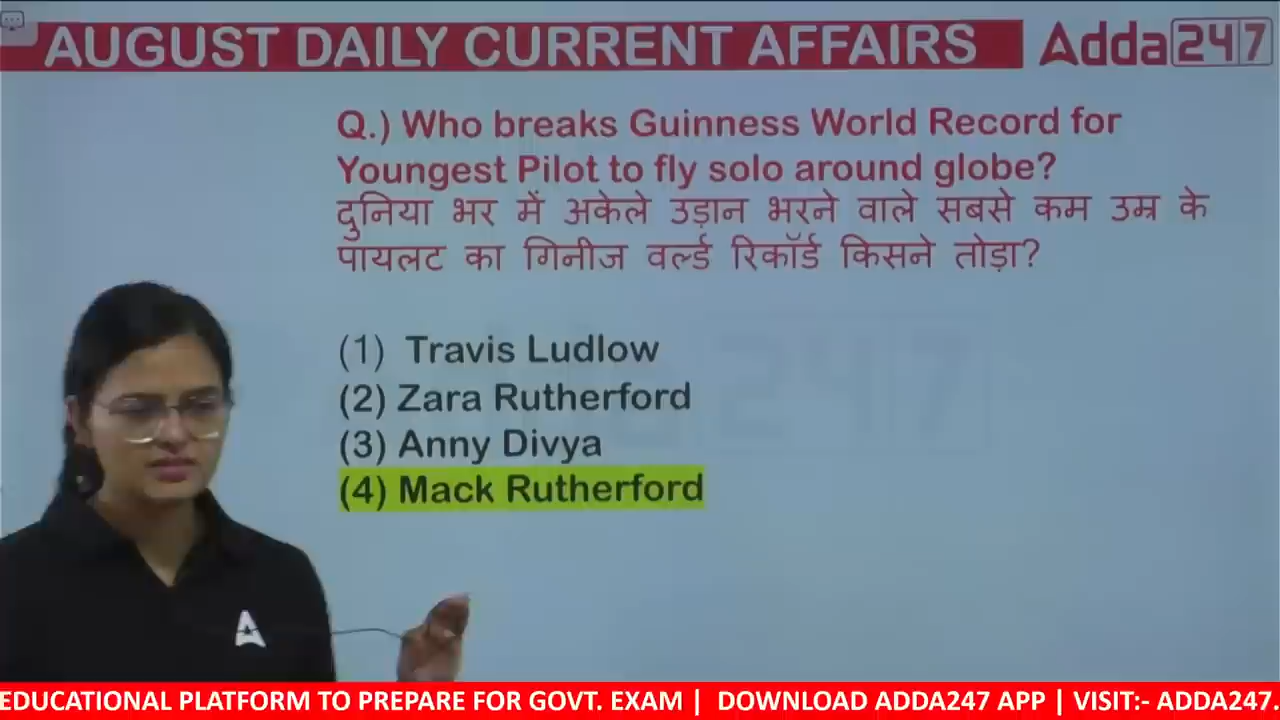 AUGUST DAILY CURRENT AFFAIRS
Adda247
Q.) Who breaks Guinness World Record for
Youngest Pilot to fly solo around globe?
दुनिया भर में अकेले उड़ान भरने वाले सबसे कम उम्र के
पायलट का गिनीज वर्ल्ड रिकॉर्ड किसने तोड़ा?
(1) Travis Ludlow
(2) Zara Rutherford
(3) Anny Divya
(4) Mack Rutherford
EDUCATIONAL PLATFORM TO PREPARE FOR GOVT. EXAM | DOWNLOAD ADDA247 APP | VISIT:- ADDA247.